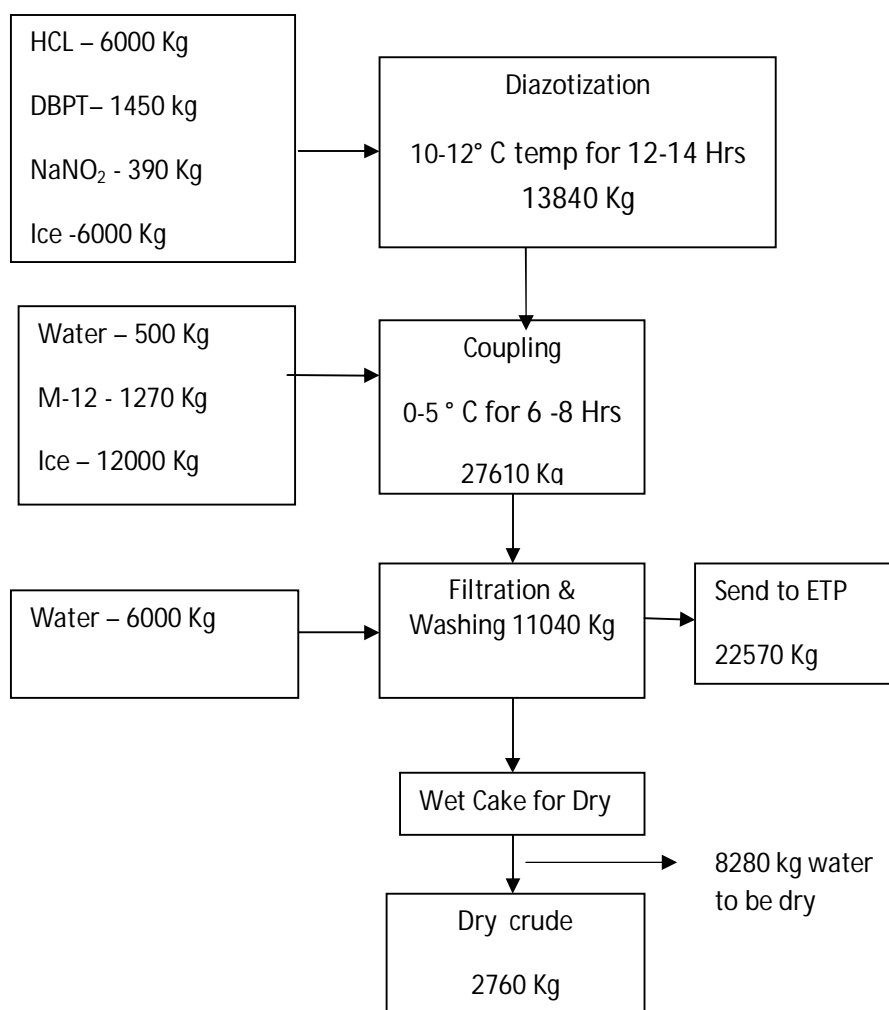 HCL – 6000 Kg
DBPT– 1450 kg
NaNO₂ - 390 Kg
Ice -6000 Kg
Diazotization
10-12° C temp for 12-14 Hrs
13840 Kg
Water – 500 Kg
M-12 - 1270 Kg
Ice – 12000 Kg
Coupling
0-5 ° C for 6 -8 Hrs
27610 Kg
Water – 6000 Kg
Filtration &
Washing 11040 Kg
Send to ETP
22570 Kg
Wet Cake for Dry
8280 kg water
to be dry
Dry crude
2760 Kg